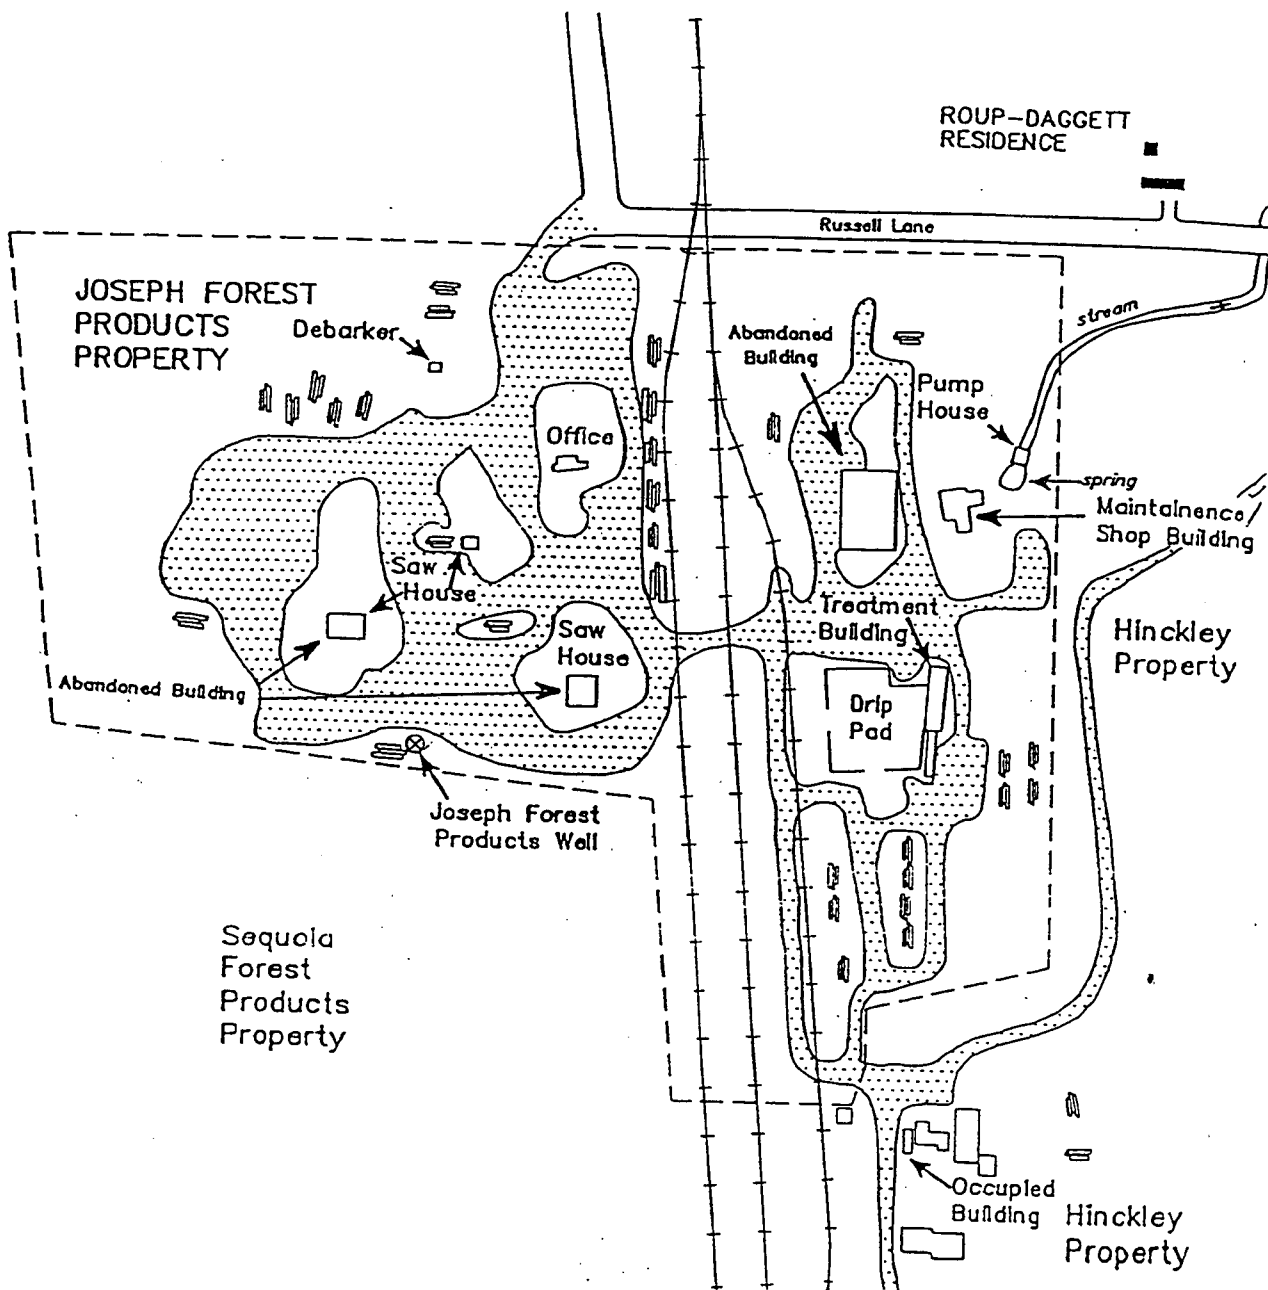 ROUP-DAGGETT
RESIDENCE
Russell Lane
JOSEPH FOREST
PRODUCTS
PROPERTY
Debarker
stream
Abandoned
Building
Pump
House
Office
spring
Maintainence
Shop Building
Saw
House
Treatment
Building
Saw
House
Hinckley
Property
Abandoned Building
Drip
Pad
Joseph Forest
Products Well
Sequoia
Forest
Products
Property
Occupied
Building
Hinckley
Property